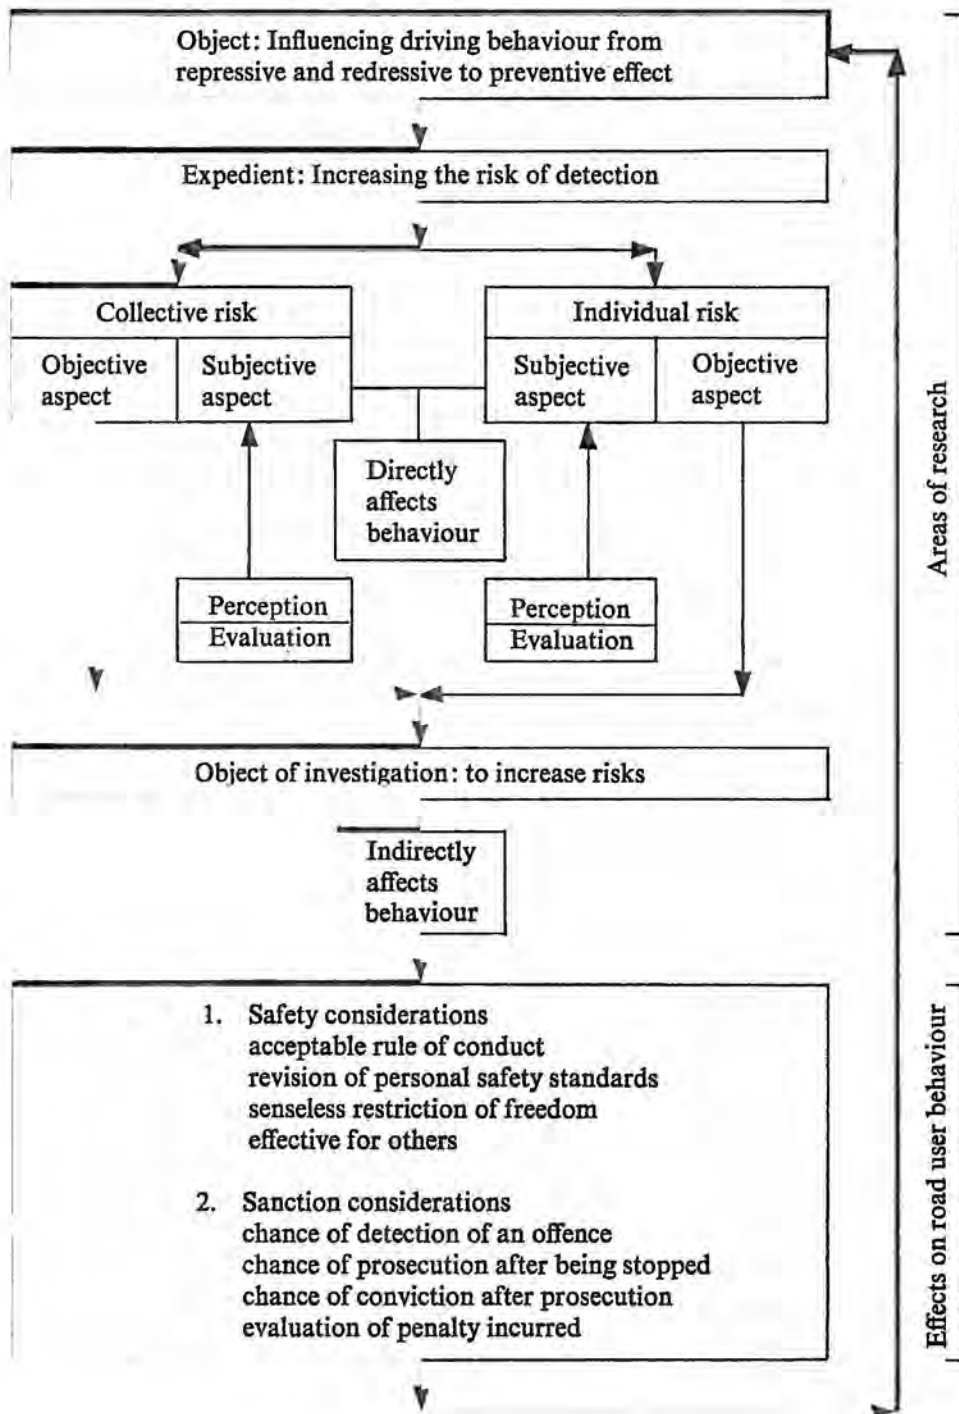 Object: Influencing driving behaviour from
repressive and redressive to preventive effect
Expedient: Increasing the risk of detection
Collective risk
Objective
aspect
Subjective
aspect
Individual risk
Subjective
aspect
Objective
aspect
Directly
affects
behaviour
Perception
Evaluation
Perception
Evaluation
Object of investigation: to increase risks
Indirectly
affects
behaviour
1. Safety considerations
acceptable rule of conduct
revision of personal safety standards
senseless restriction of freedom
effective for others
2. Sanction considerations
chance of detection of an offence
chance of prosecution after being stopped
chance of conviction after prosecution
evaluation of penalty incurred
Areas of research
Effects on road user behaviour